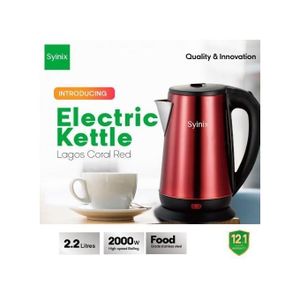 Syinix
Quality & Innovation
INTRODUCING
Electric
Kettle
Lagos Coral Red
Syinix
2.2 Litres
2000w
High-speed Boiling
Food
Grade stainless steel
12.1